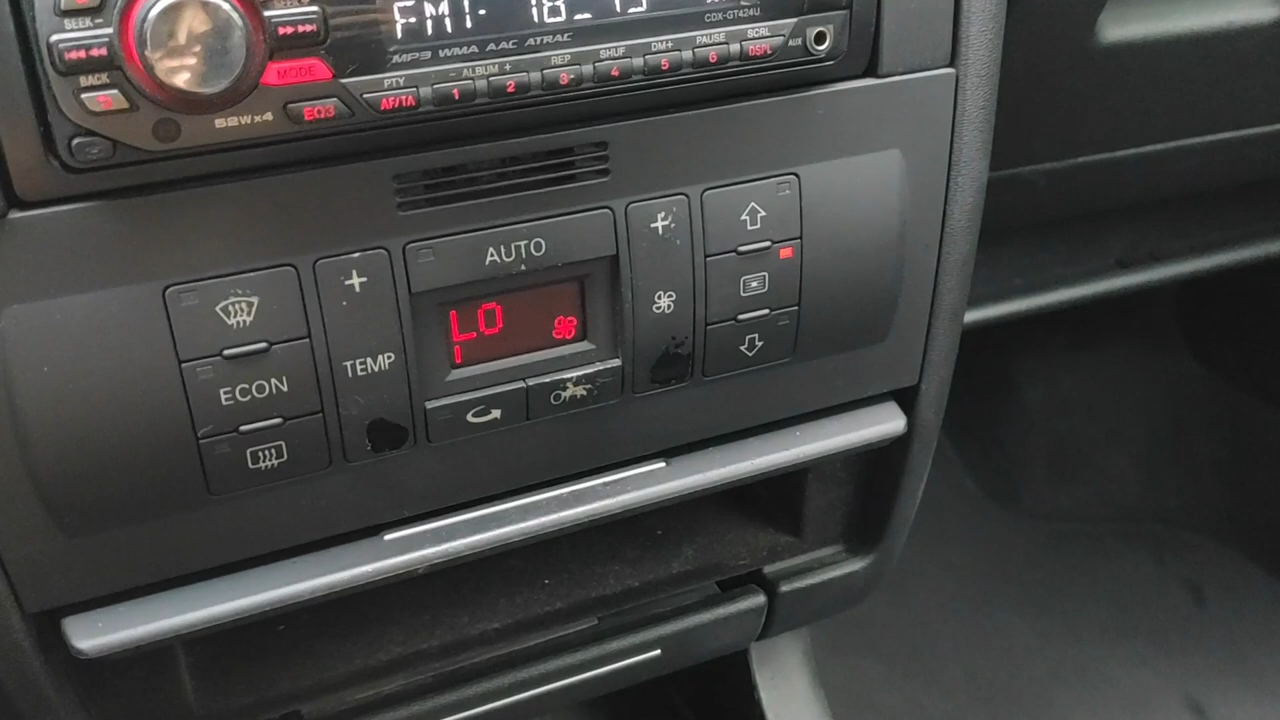 SEEK-
FM1
CDX-GT424U
MP3 WMA AAC ATRAC
MODE
BACK
PTY
- ALBUM +
REP
SHUF
DM+
PAUSE
SCRL
AF/TA
1
2
3
4
5
6
DSPL
AUX
52W x4
EQ3
AUTO
LO
TEMP
ECON